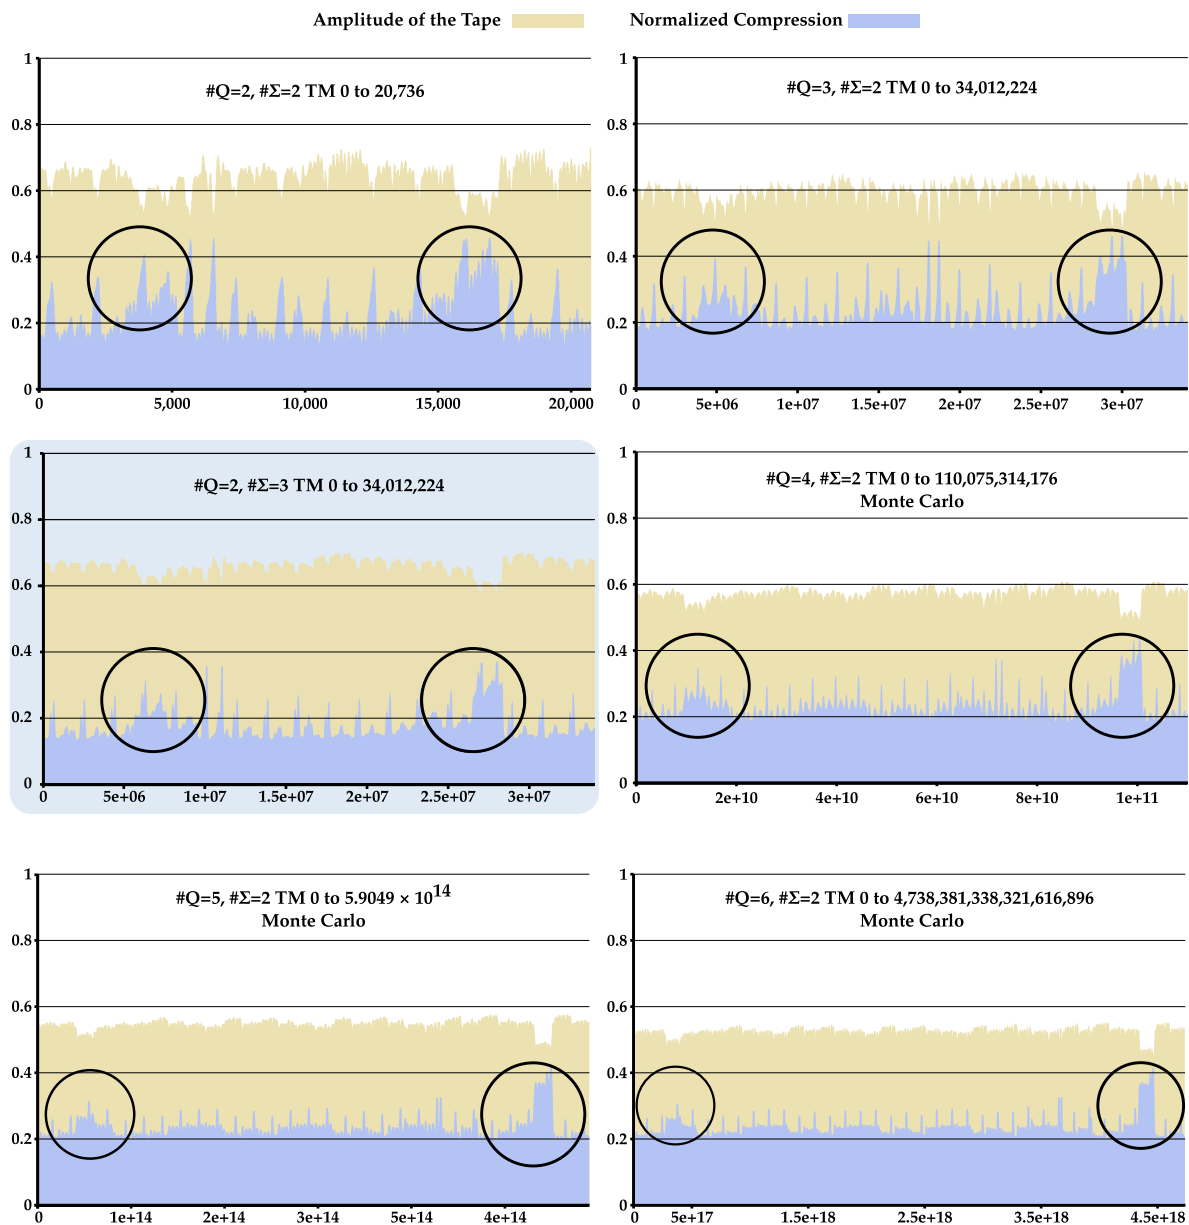 Amplitude of the Tape Normalized Compression
#Q=2, #Σ=2 TM 0 to 20,736
1
0.8
0.6
0.4
0.2
0
0 5,000 10,000 15,000 20,000
#Q=3, #Σ=2 TM 0 to 34,012,224
1
0.8
0.6
0.4
0.2
0
0 5e+06 1e+07 1.5e+07 2e+07 2.5e+07 3e+07
#Q=2, #Σ=3 TM 0 to 34,012,224
1
0.8
0.6
0.4
0.2
0
0 5e+06 1e+07 1.5e+07 2e+07 2.5e+07 3e+07
#Q=4, #Σ=2 TM 0 to 110,075,314,176
Monte Carlo
1
0.8
0.6
0.4
0.2
0
0 2e+10 4e+10 6e+10 8e+10 1e+11
#Q=5, #Σ=2 TM 0 to 5.9049 × 10^14
Monte Carlo
1
0.8
0.6
0.4
0.2
0
0 1e+14 2e+14 3e+14 5e+14 4e+14
#Q=6, #Σ=2 TM 0 to 4,738,381,338,321,616,896
Monte Carlo
1
0.8
0.6
0.4
0.2
0
0 5e+17 1.5e+18 2.5e+18 3.5e+18 4.5e+18